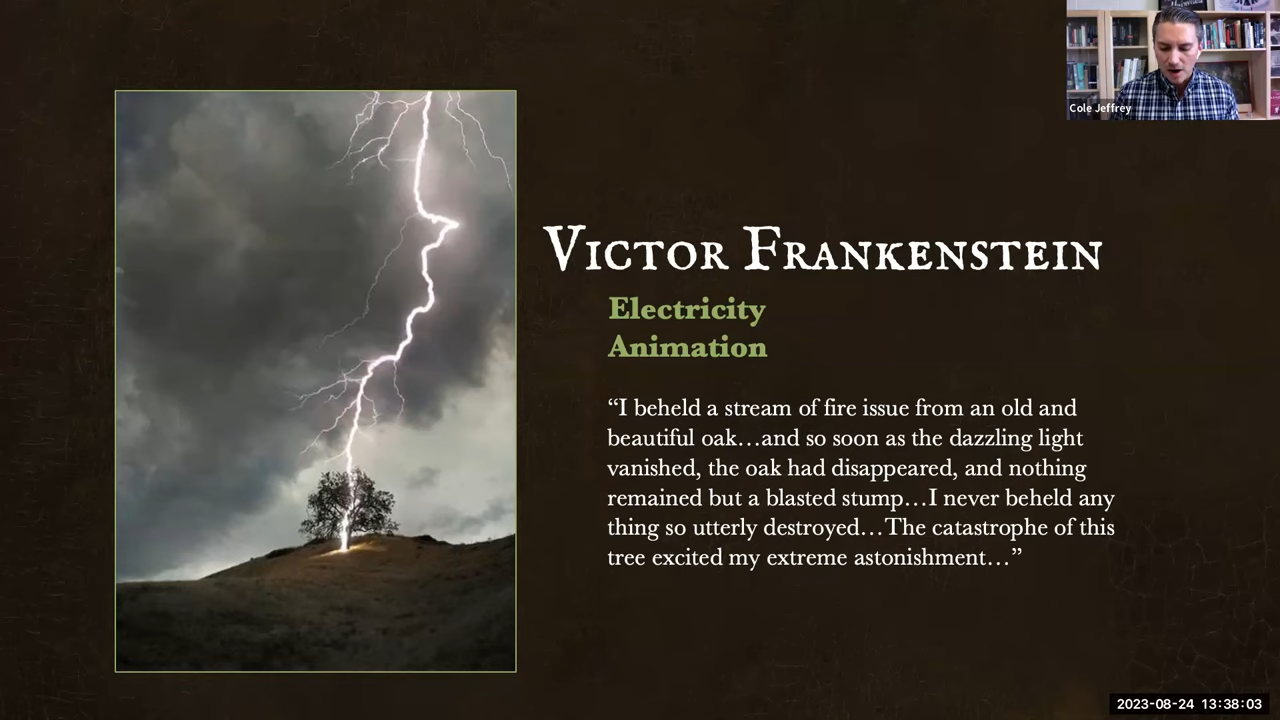 Cole Jeffrey
Victor Frankenstein
Electricity
Animation
“I beheld a stream of fire issue from an old and
beautiful oak…and so soon as the dazzling light
vanished, the oak had disappeared, and nothing
remained but a blasted stump…I never beheld any
thing so utterly destroyed…The catastrophe of this
tree excited my extreme astonishment…”
2023-08-24 13:38:03